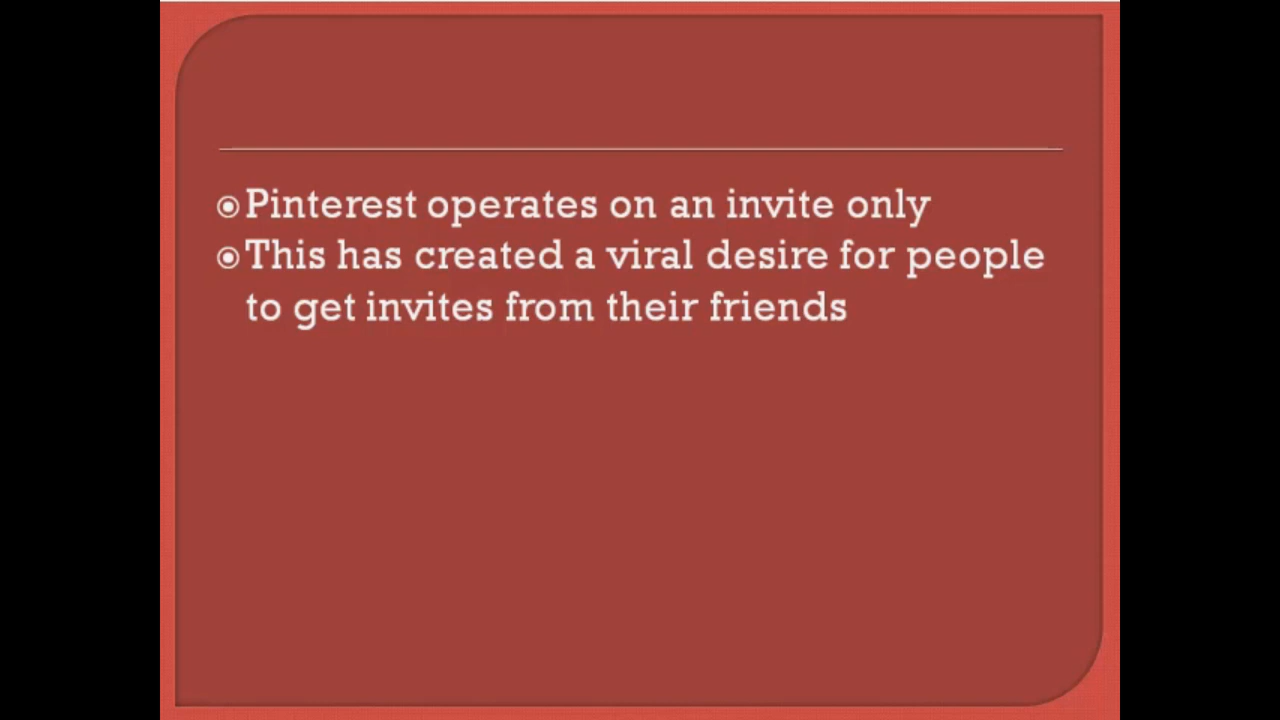 Pinterest operates on an invite only
This has created a viral desire for people
to get invites from their friends